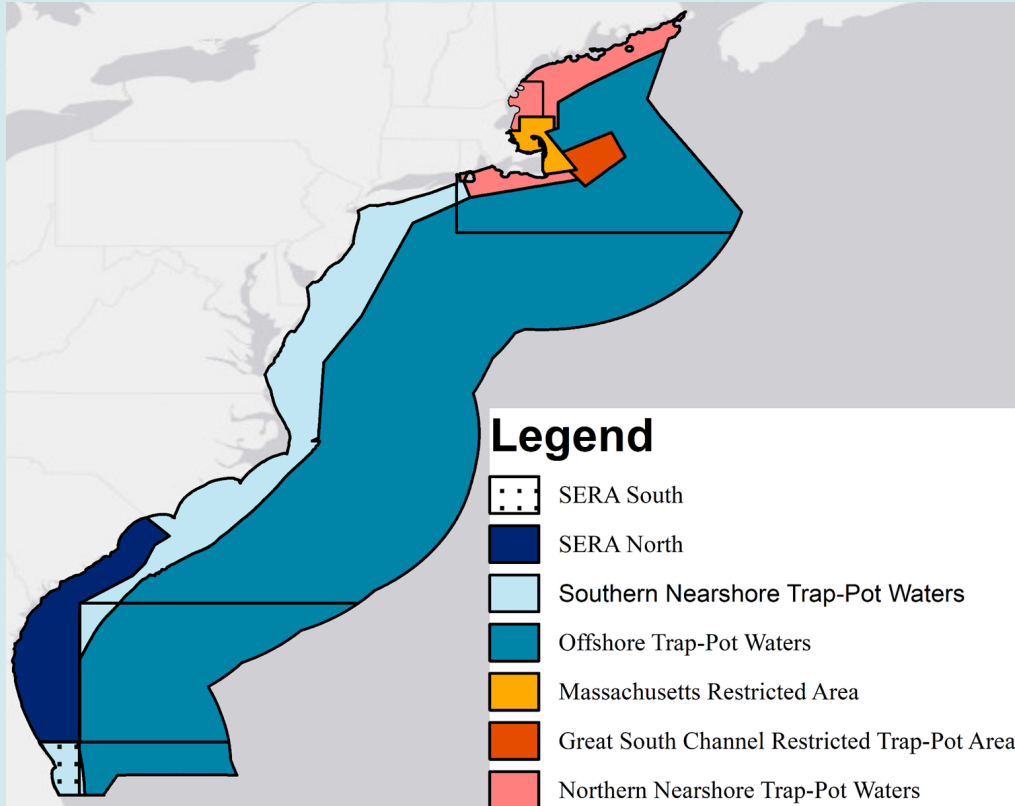 Legend
SERA South
SERA North
Southern Nearshore Trap-Pot Waters
Offshore Trap-Pot Waters
Massachusetts Restricted Area
Great South Channel Restricted Trap-Pot Area
Northern Nearshore Trap-Pot Waters